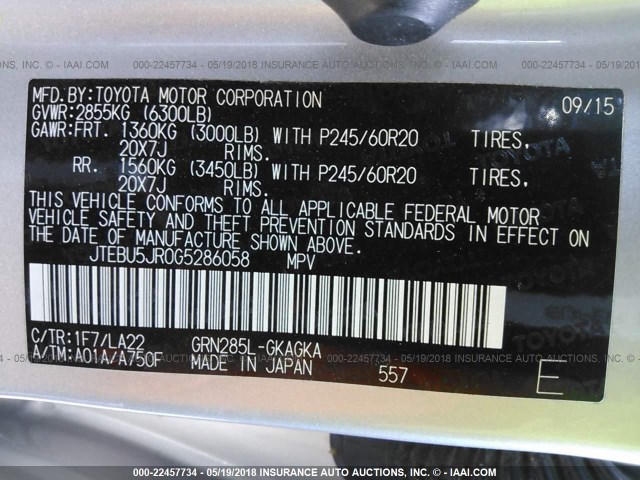 000-22457734 - 05/19/2018 - INSURANCE AUTO AUCTIONS, INC. - © IAAI.COM
MFD.BY:TOYOTA MOTOR CORPORATION 09/15
GVWR:2855KG (6300LB)
GAWR:FRT. 1360KG (3000LB) WITH P245/60R20 TIRES,
20X7J RIMS.
RR. 1560KG (3450LB) WITH P245/60R20 TIRES,
20X7J RIMS.
THIS VEHICLE CONFORMS TO ALL APPLICABLE FEDERAL MOTOR
VEHICLE SAFETY AND THEFT PREVENTION STANDARDS IN EFFECT ON
THE DATE OF MANUFACTURE SHOWN ABOVE.
JTEBU5JR0G5286058 MPV
C/TR:1F7/LA22 GRN285L-GKAGKA
A/TM:A01A/A750F MADE IN JAPAN 557 E
000-22457734 - 05/19/2018 - INSURANCE AUTO AUCTIONS, INC. - © IAAI.COM